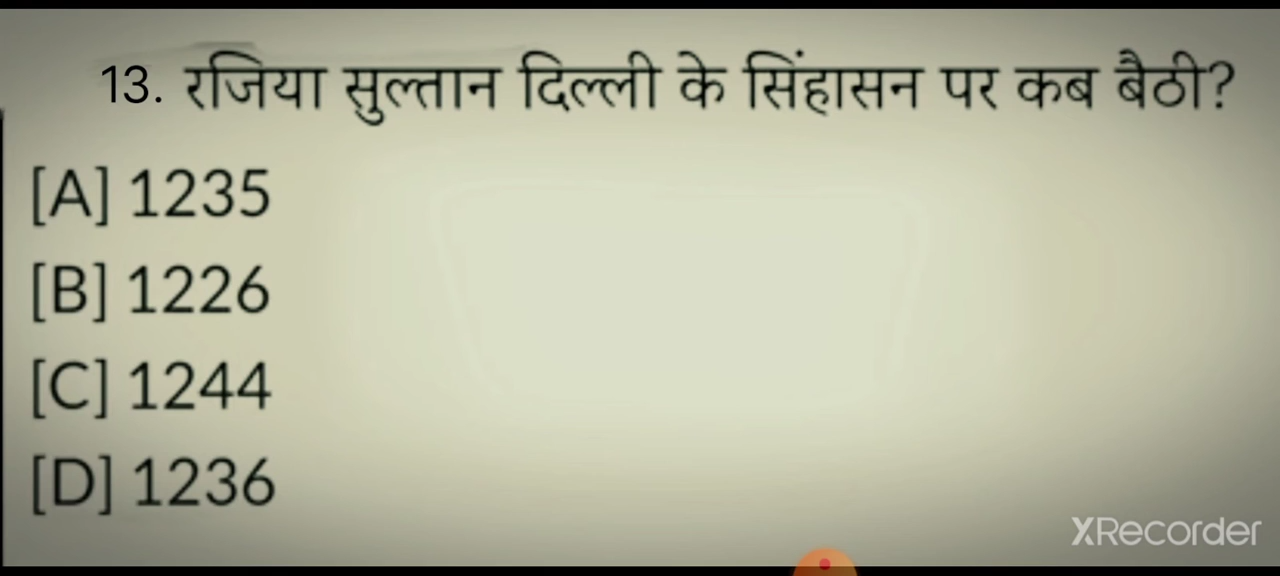 13. रजिया सुल्तान दिल्ली के सिंहासन पर कब बैठी?
[A] 1235
[B] 1226
[C] 1244
[D] 1236
XRecorder